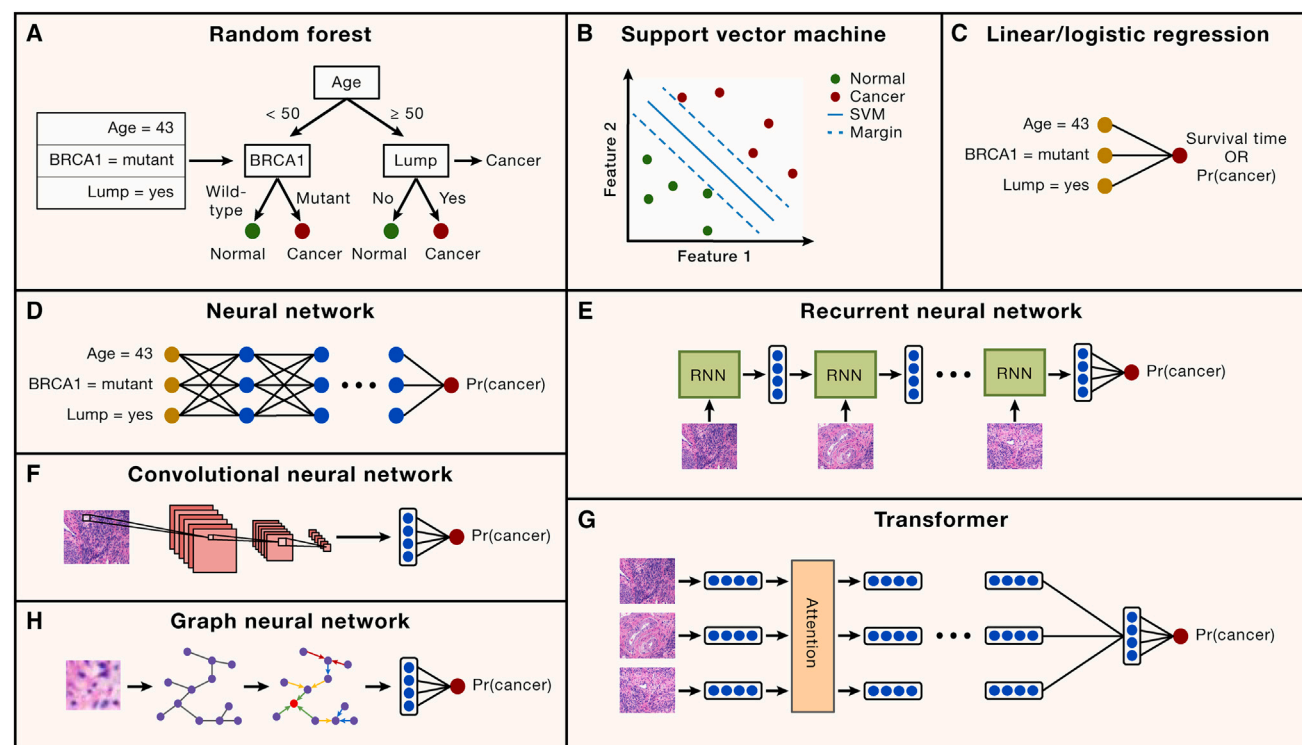 A
Random forest
Age
< 50
≥ 50
Age = 43
BRCA1 = mutant
Lump = yes
BRCA1
Lump
Cancer
Wild-
type
Mutant
No
Yes
Normal
Cancer
Normal
Cancer
B
Support vector machine
Feature 2
Feature 1
Normal
Cancer
SVM
Margin
C
Linear/logistic regression
Age = 43
BRCA1 = mutant
Lump = yes
Survival time
OR
Pr(cancer)
D
Neural network
Age = 43
BRCA1 = mutant
Lump = yes
Pr(cancer)
E
Recurrent neural network
RNN
RNN
RNN
Pr(cancer)
F
Convolutional neural network
Pr(cancer)
G
Transformer
Attention
Pr(cancer)
H
Graph neural network
Pr(cancer)